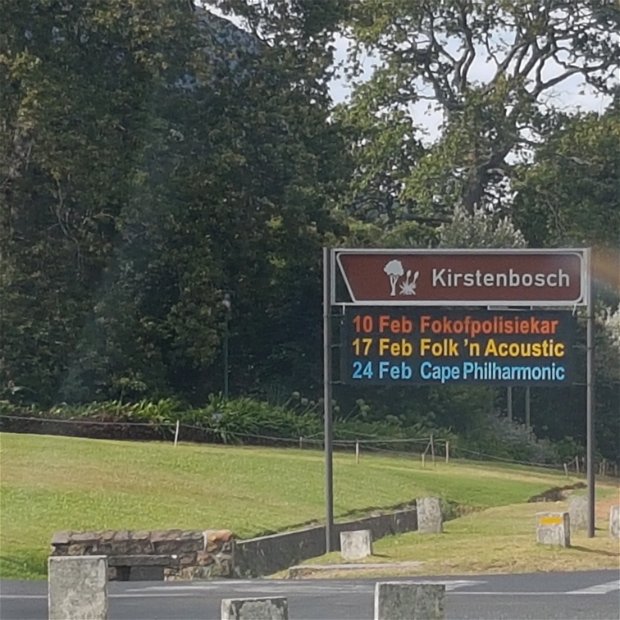 Kirstenbosch
10 Feb Fokofpolisiekar
17 Feb Folk 'n Acoustic
24 Feb Cape Philharmonic